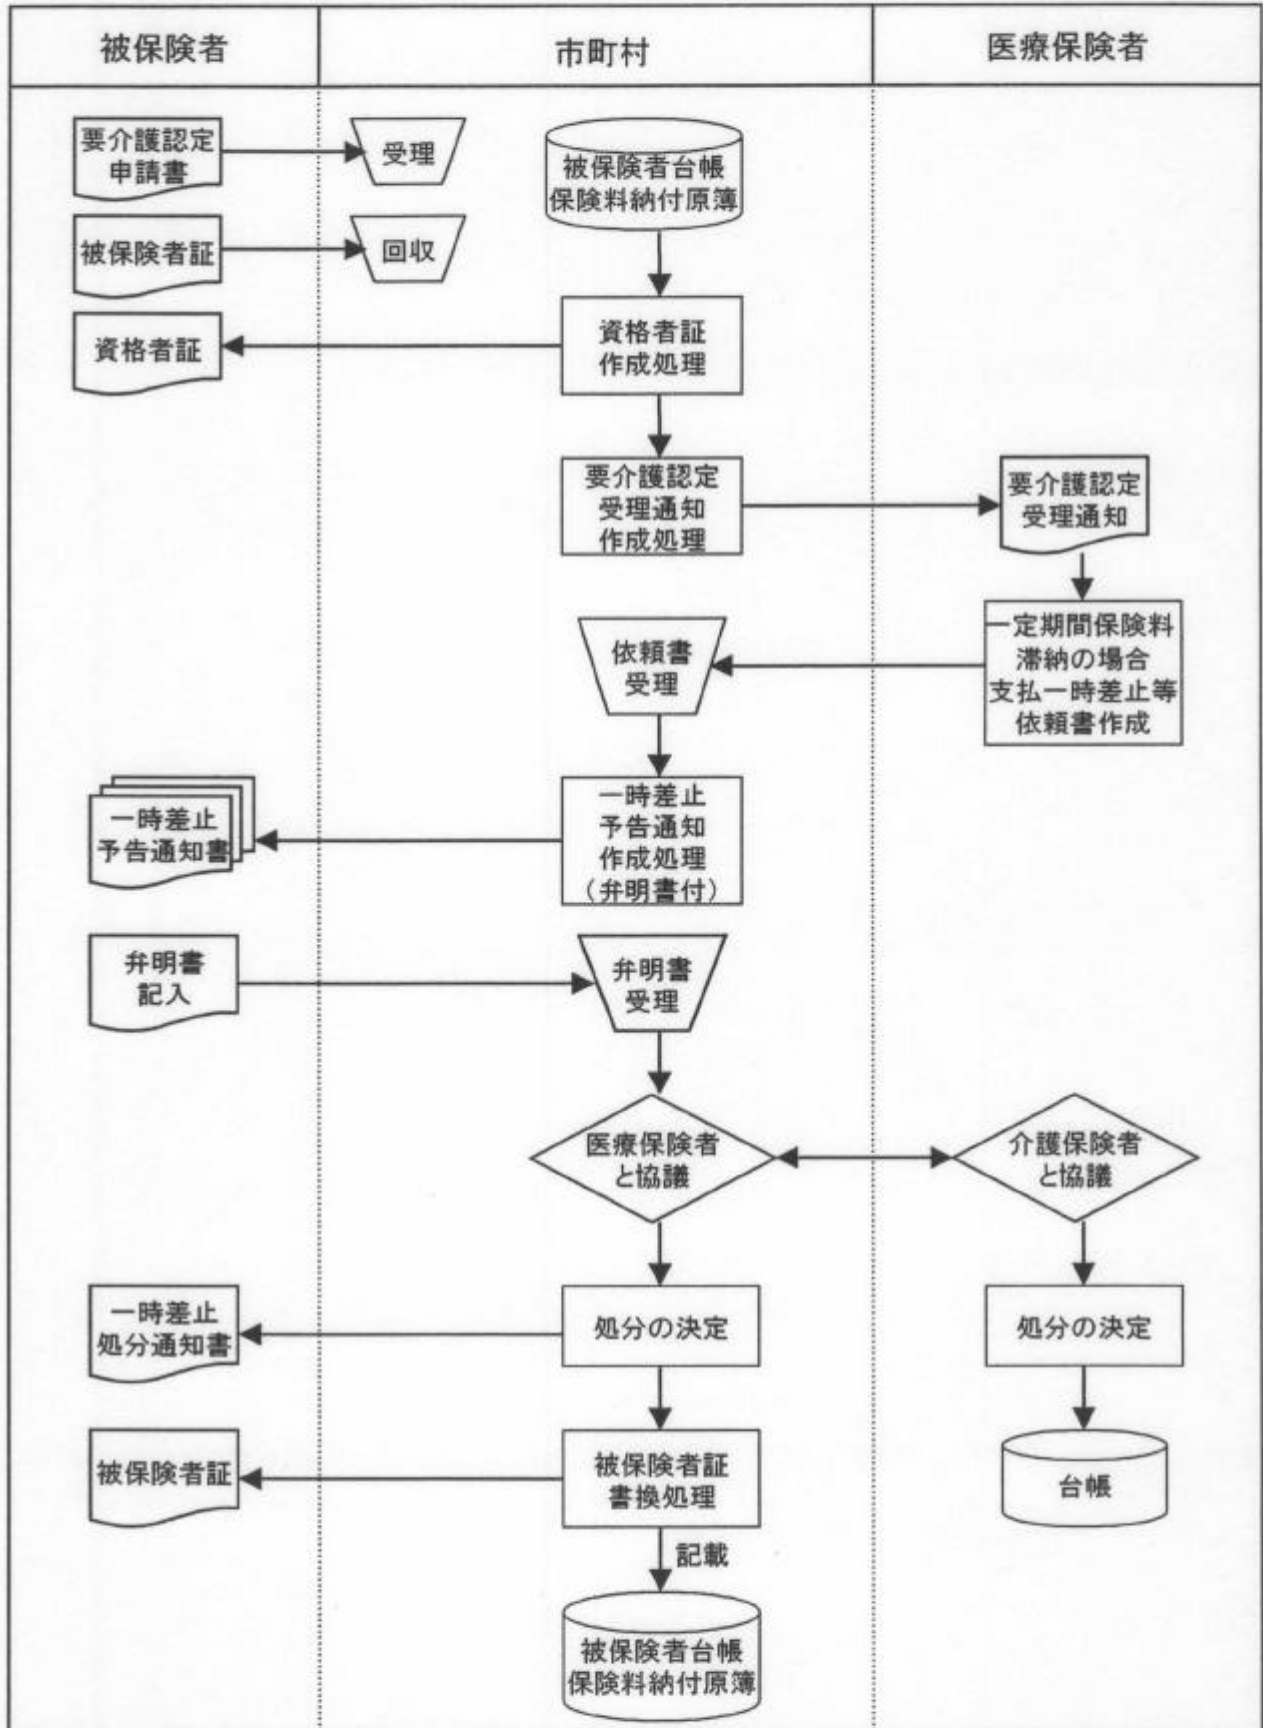 被保険者
市町村
医療保険者
要介護認定
申請書
受理
被保険者台帳
保険料納付原簿
被保険者証
回収
資格者証
資格者証
作成処理
要介護認定
受理通知
作成処理
要介護認定
受理通知
一定期間保険料
滞納の場合
支払一時差止等
依頼書作成
依頼書
受理
一時差止
予告通知書
一時差止
予告通知
作成処理
(弁明書付)
弁明書
記入
弁明書
受理
医療保険者
と協議
介護保険者
と協議
一時差止
処分通知書
処分の決定
処分の決定
被保険者証
被保険者証
書換処理
台帳
記載
被保険者台帳
保険料納付原簿